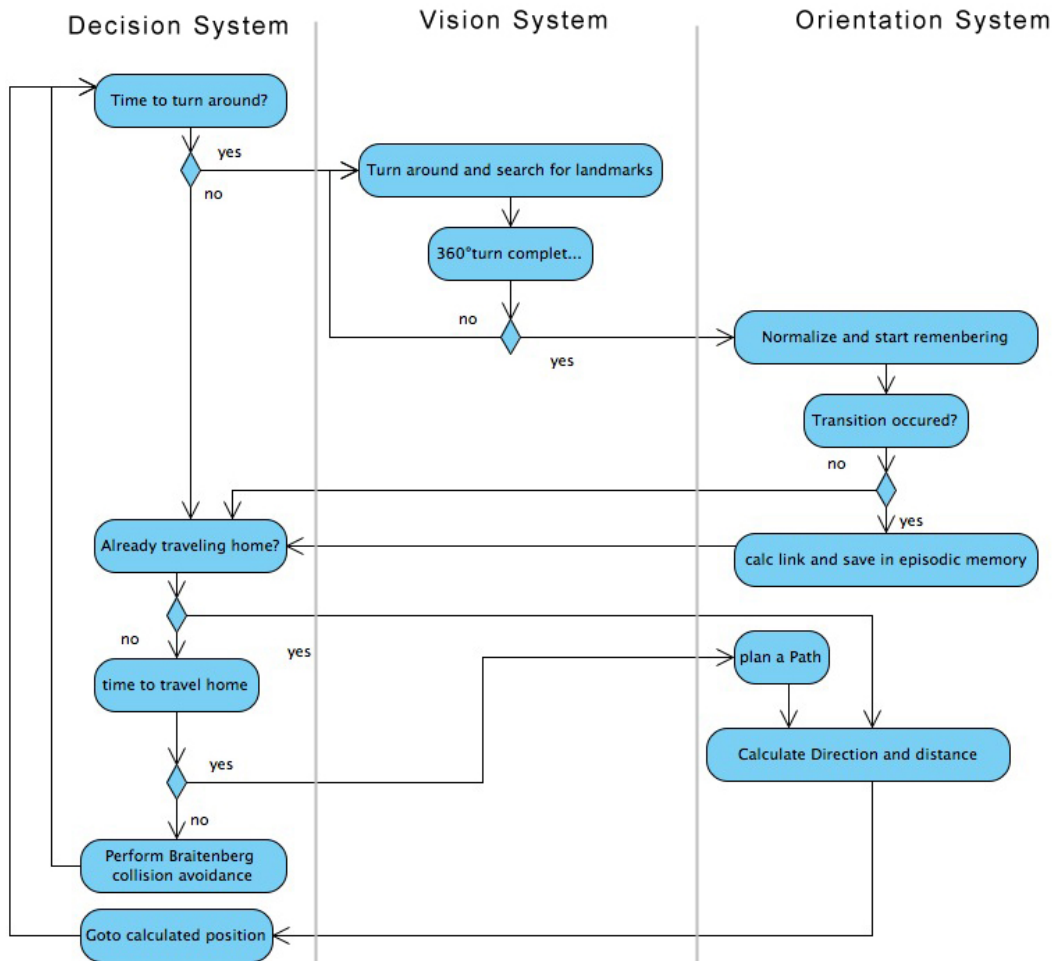 Decision System
Vision System
Orientation System
Time to turn around?
yes
no
Turn around and search for landmarks
360°turn complet...
no
yes
Normalize and start remenbering
Transition occured?
no
yes
Already traveling home?
calc link and save in episodic memory
no
yes
time to travel home
plan a Path
yes
Calculate Direction and distance
no
Perform Braitenberg
collision avoidance
Goto calculated position